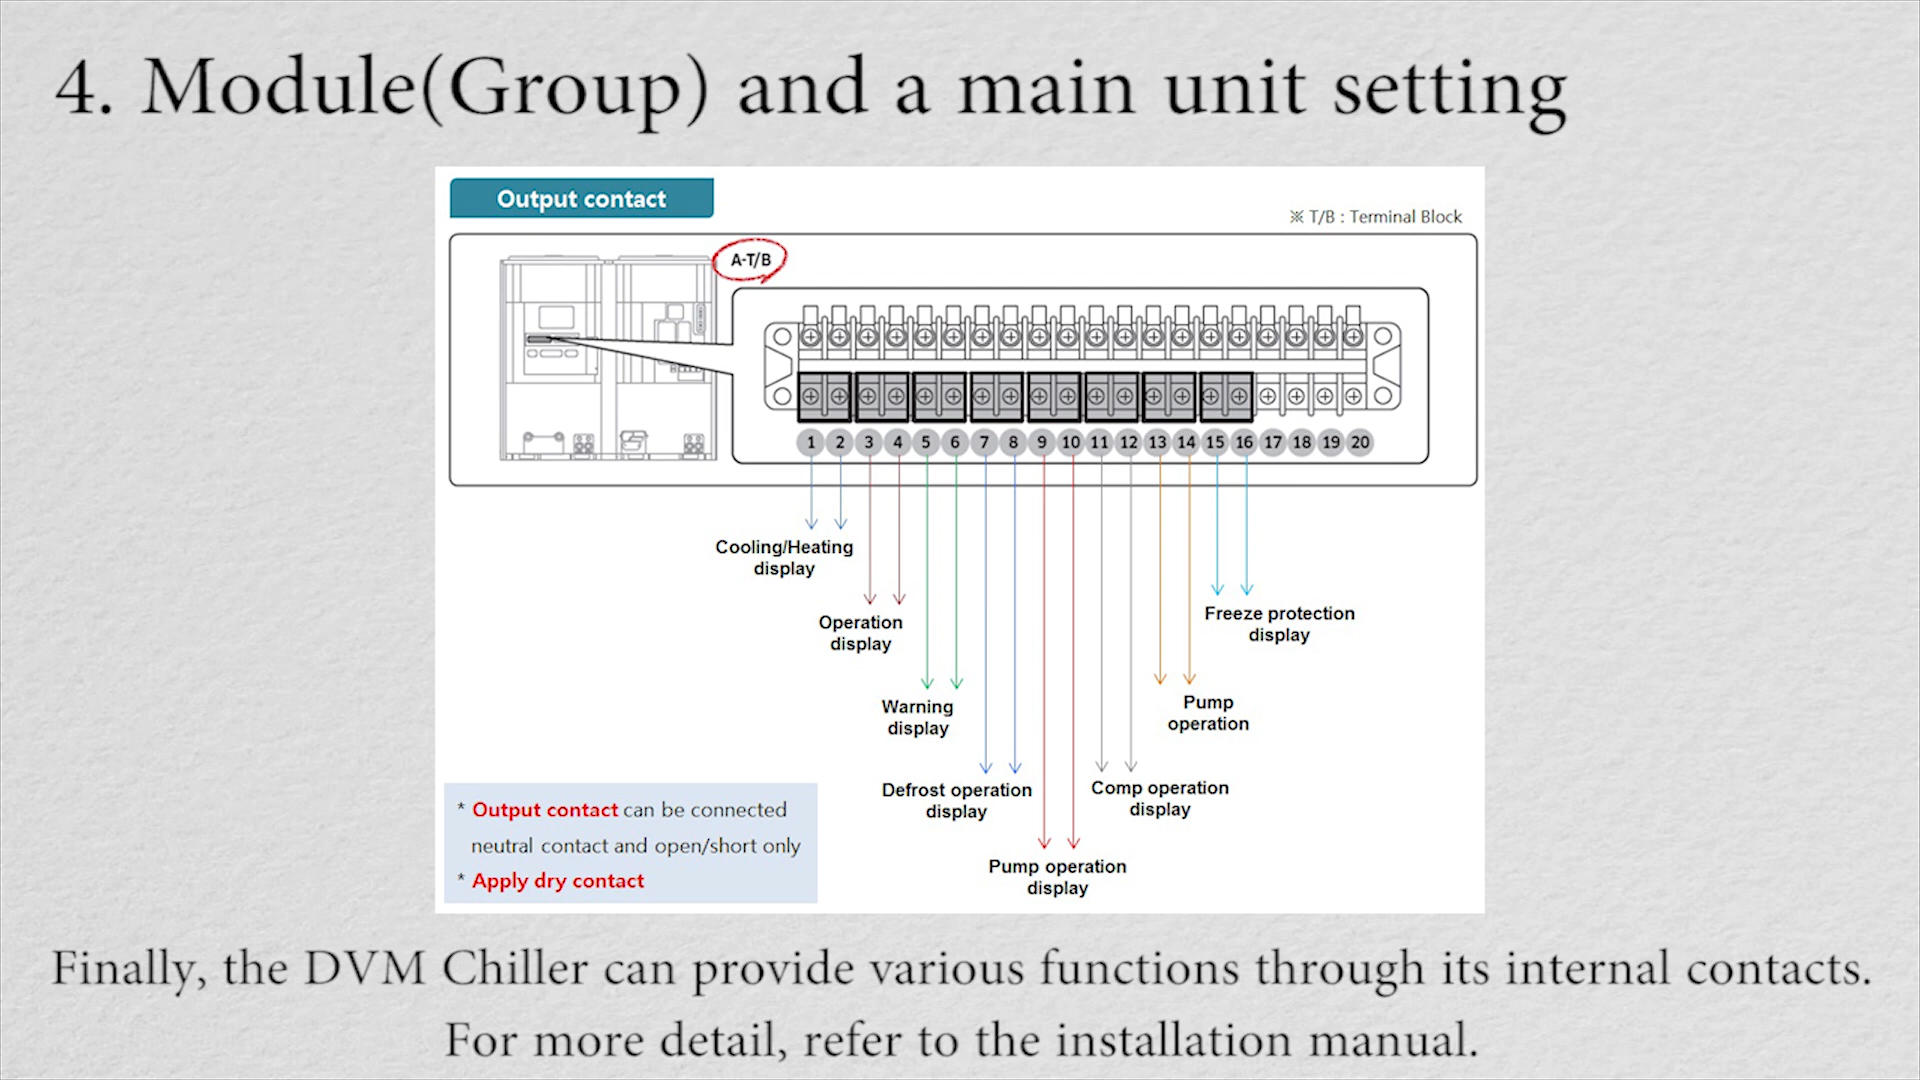 4. Module(Group) and a main unit setting
Output contact
※ T/B : Terminal Block
A-T/B
1 2 3 4 5 6 7 8 9 10 11 12 13 14 15 16 17 18 19 20
Cooling/Heating
display
Operation
display
Warning
display
Defrost operation
display
Pump operation
display
Comp operation
display
Pump
operation
Freeze protection
display
* Output contact can be connected
neutral contact and open/short only
* Apply dry contact
Finally, the DVM Chiller can provide various functions through its internal contacts.
For more detail, refer to the installation manual.